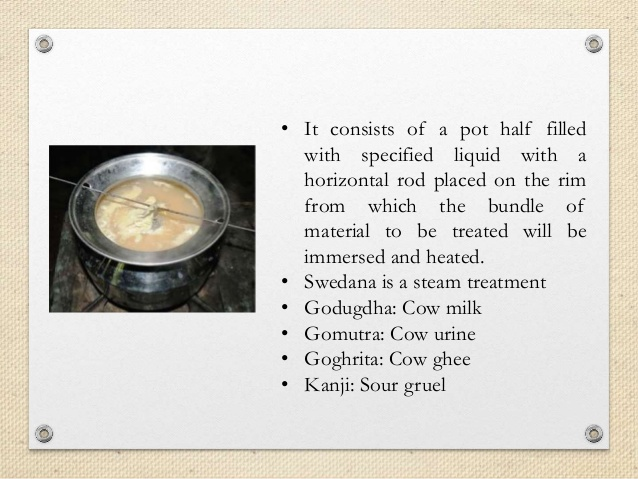 • It consists of a pot half filled
with specified liquid with a
horizontal rod placed on the rim
from which the bundle of
material to be treated will be
immersed and heated.
• Swedana is a steam treatment
• Godugdha: Cow milk
• Gomutra: Cow urine
• Goghrita: Cow ghee
• Kanji: Sour gruel